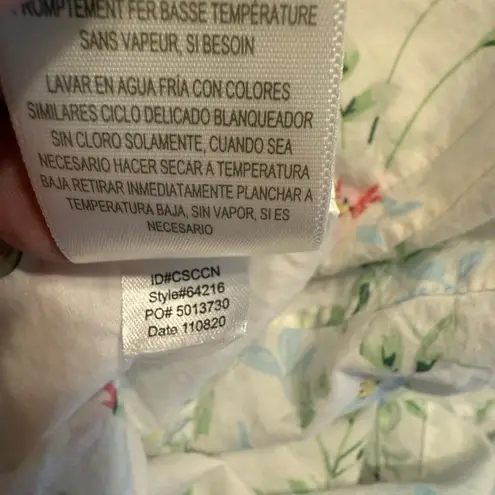 FER BASSE TEMPÉRATURE
SANS VAPEUR, SI BESOIN
LAVAR EN AGUA FRÍA CON COLORES
SIMILARES CICLO DELICADO BLANQUEADOR
SIN CLORO SOLAMENTE, CUANDO SEA
NECESARIO HACER SECAR A TEMPERATURA
BAJA RETIRAR INMEDIATAMENTE PLANCHAR A
TEMPERATURA BAJA, SIN VAPOR, SI ES
NECESARIO
ID#CSCCN
Style#64216
PO# 5013730
Date 110820